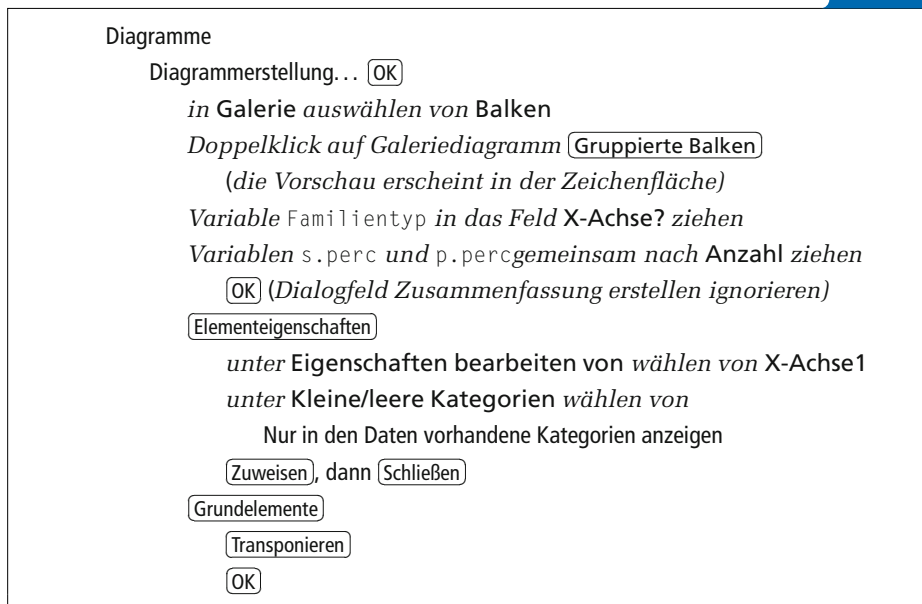 Diagramme
Diagrammerstellung... OK
in Galerie auswählen von Balken
Doppelklick auf Galeriediagramm Gruppierte Balken
(die Vorschau erscheint in der Zeichenfläche)
Variable Familientyp in das Feld X-Achse? ziehen
Variablen s.perc und p.percgemeinsam nach Anzahl ziehen
OK (Dialogfeld Zusammenfassung erstellen ignorieren)
Elementeigenschaften
unter Eigenschaften bearbeiten von wählen von X-Achse1
unter Kleine/leere Kategorien wählen von
Nur in den Daten vorhandene Kategorien anzeigen
Zuweisen, dann Schließen
Grundelemente
Transponieren
OK